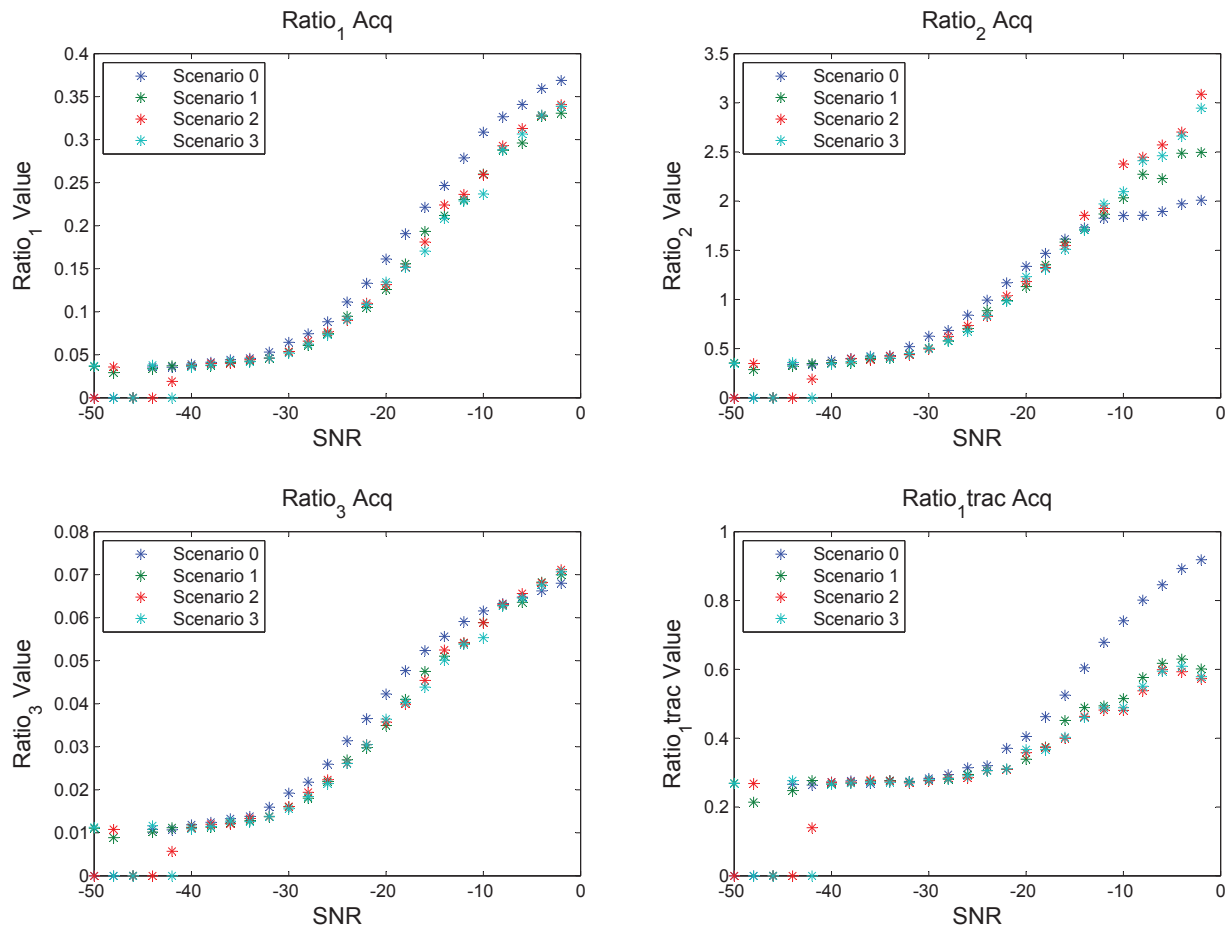 Ratio1 Acq
Ratio1 Value
0.4
0.35
0.3
0.25
0.2
0.15
0.1
0.05
0
Scenario 0
Scenario 1
Scenario 2
Scenario 3
-50 -40 -30 -20 -10 0
SNR
Ratio2 Acq
Ratio2 Value
3.5
3
2.5
2
1.5
1
0.5
0
Scenario 0
Scenario 1
Scenario 2
Scenario 3
-50 -40 -30 -20 -10 0
SNR
Ratio3 Acq
Ratio3 Value
0.08
0.07
0.06
0.05
0.04
0.03
0.02
0.01
0
Scenario 0
Scenario 1
Scenario 2
Scenario 3
-50 -40 -30 -20 -10 0
SNR
Ratio1trac Acq
Ratio1trac Value
1
0.8
0.6
0.4
0.2
0
Scenario 0
Scenario 1
Scenario 2
Scenario 3
-50 -40 -30 -20 -10 0
SNR